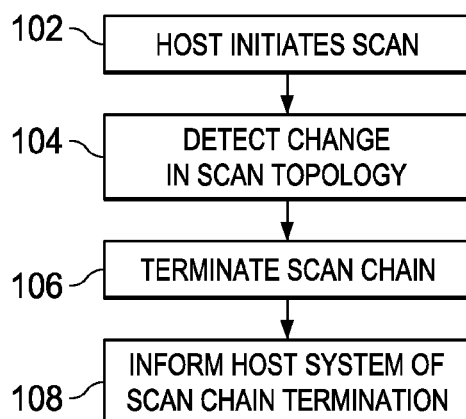 102
HOST INITIATES SCAN
104
DETECT CHANGE
IN SCAN TOPOLOGY
106
TERMINATE SCAN CHAIN
108
INFORM HOST SYSTEM OF
SCAN CHAIN TERMINATION